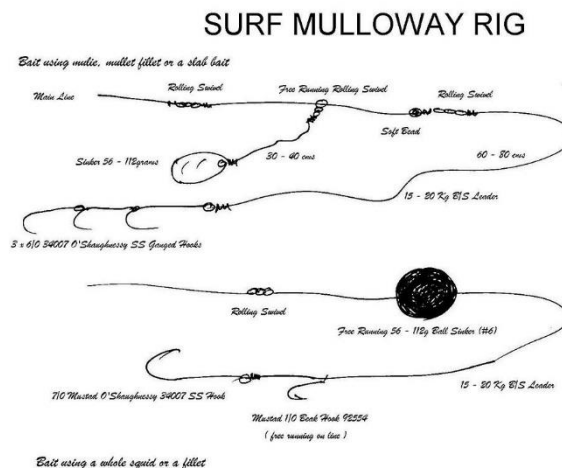 SURF MULLOWAY RIG
Bait using mulie, mullet fillet or a slab bait
Main Line
Rolling Swivel
Free Running Rolling Swivel
Rolling Swivel
Soft Bead
Sinker 56 - 112grams
30 - 40 cms
60 - 80 cms
15 - 20 Kg B/S Leader
3 x 6/0 34007 O'Shaughnessy SS Ganged Hooks
Rolling Swivel
Free Running 56 - 112g Ball Sinker (#6)
7/0 Mustad O'Shaughnessy 34007 SS Hook
15 - 20 Kg B/S Leader
Mustad 1/0 Beak Hook 92554
( free running on line )
Bait using a whole squid or a fillet